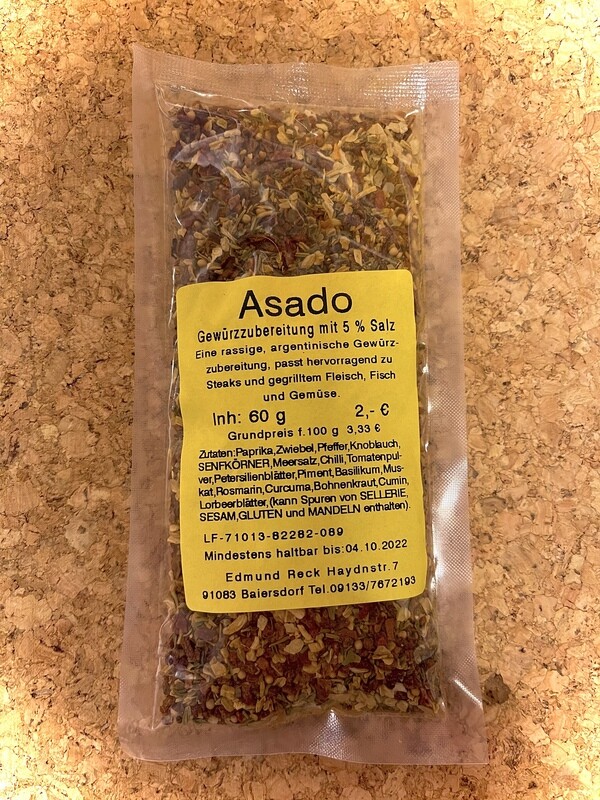 Asado
Gewürzzubereitung mit 5 % Salz
Eine rassige, argentinische Gewürz-
zubereitung, passt hervorragend zu
Steaks und gegrilltem Fleisch, Fisch
und Gemüse.
Inh: 60 g 2,- €
Grundpreis f.100 g 3,33 €
Zutaten:Paprika,Zwiebel,Pfeffer,Knoblauch,
SENFKÖRNER,Meersatz,Chilli,Tomatenpul-
ver,Petersilienblätter,Piment,Basilikum,Mus-
kat,Rosmarin,Curcuma,Bohnenkraut,Cumin,
Lorbeerblätter,(kann Spuren von SELLERIE,
SESAM,GLUTEN und MANDELN enthalten).
LF-71013-82282-089
Mindestens haltbar bis:04.10.2022
Edmund Reck Haydnstr.7
91083 Baiersdorf Tel.09133/7672193